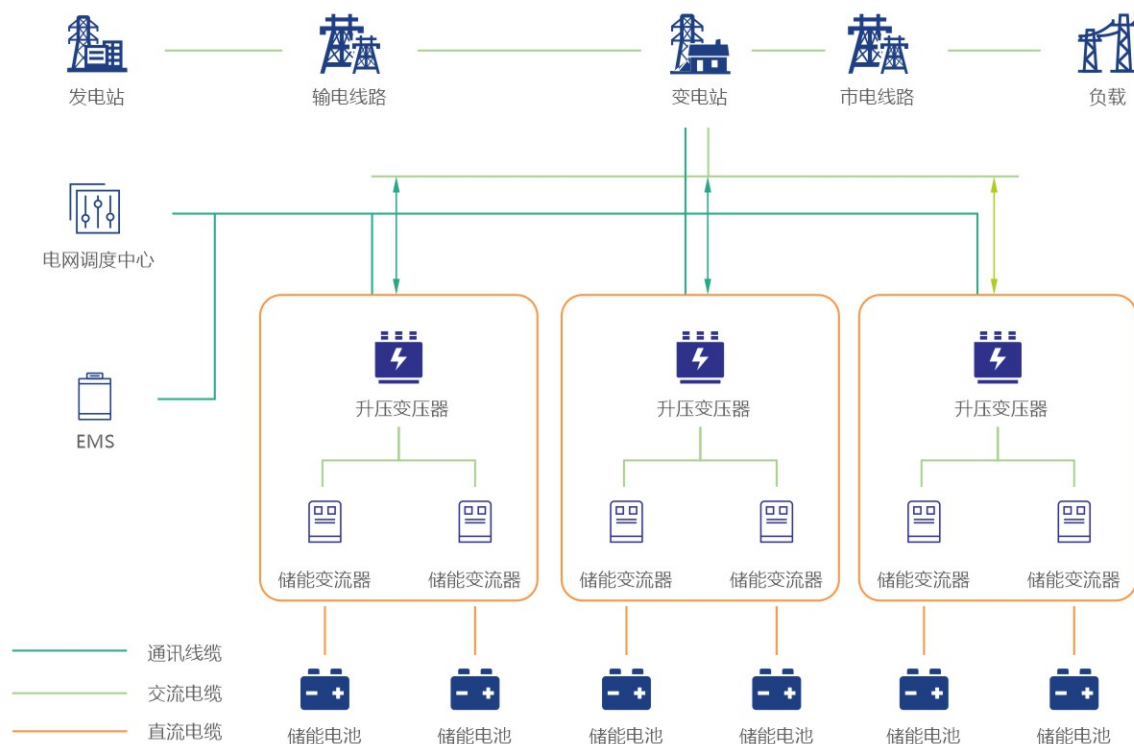 发电站
输电线路
变电站
市电线路
负载
电网调度中心
EMS
升压变压器
升压变压器
升压变压器
储能变流器
储能变流器
储能变流器
储能变流器
储能变流器
储能变流器
通讯线缆
交流电缆
直流电缆
储能电池
储能电池
储能电池
储能电池
储能电池
储能电池